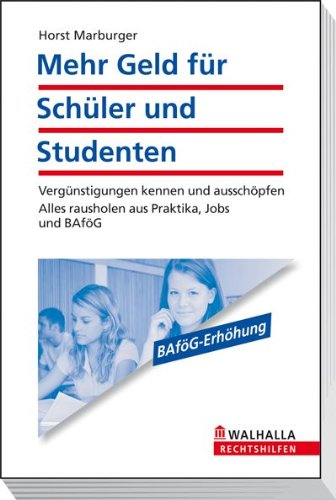 Horst Marburger
Mehr Geld für
Schüler und
Studenten
Vergünstigungen kennen und ausschöpfen
Alles rausholen aus Praktika, Jobs
und BAföG
BAföG-Erhöhung
WALHALLA
RECHTSHILFEN